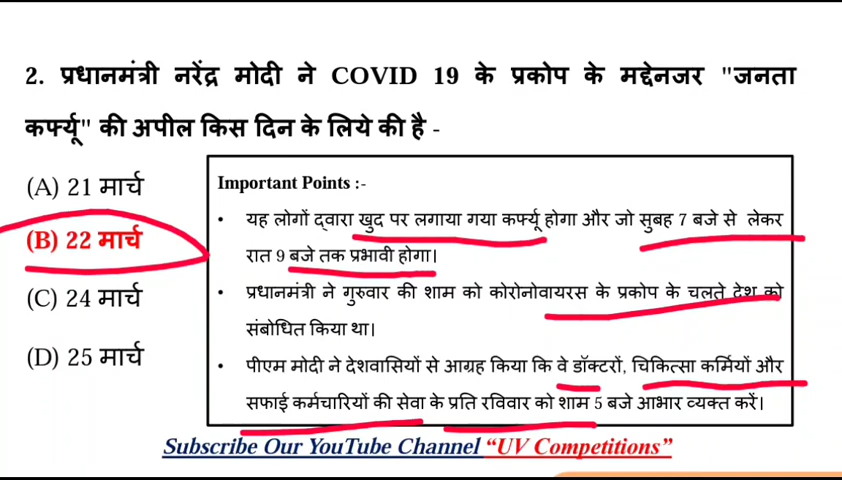 2. प्रधानमंत्री नरेंद्र मोदी ने COVID 19 के प्रकोप के मद्देनजर "जनता
कर्फ्यू" की अपील किस दिन के लिये की है -
(A) 21 मार्च
(B) 22 मार्च
(C) 24 मार्च
(D) 25 मार्च
Important Points :-
• यह लोगों द्वारा खुद पर लगाया गया कर्फ्यू होगा और जो सुबह 7 बजे से लेकर
रात 9 बजे तक प्रभावी होगा।
• प्रधानमंत्री ने गुरुवार की शाम को कोरोनोवायरस के प्रकोप के चलते देश को
संबोधित किया था।
• पीएम मोदी ने देशवासियों से आग्रह किया कि वे डॉक्टरों, चिकित्सा कर्मियों और
सफाई कर्मचारियों की सेवा के प्रति रविवार को शाम 5 बजे आभार व्यक्त करें।
Subscribe Our YouTube Channel “UV Competitions”